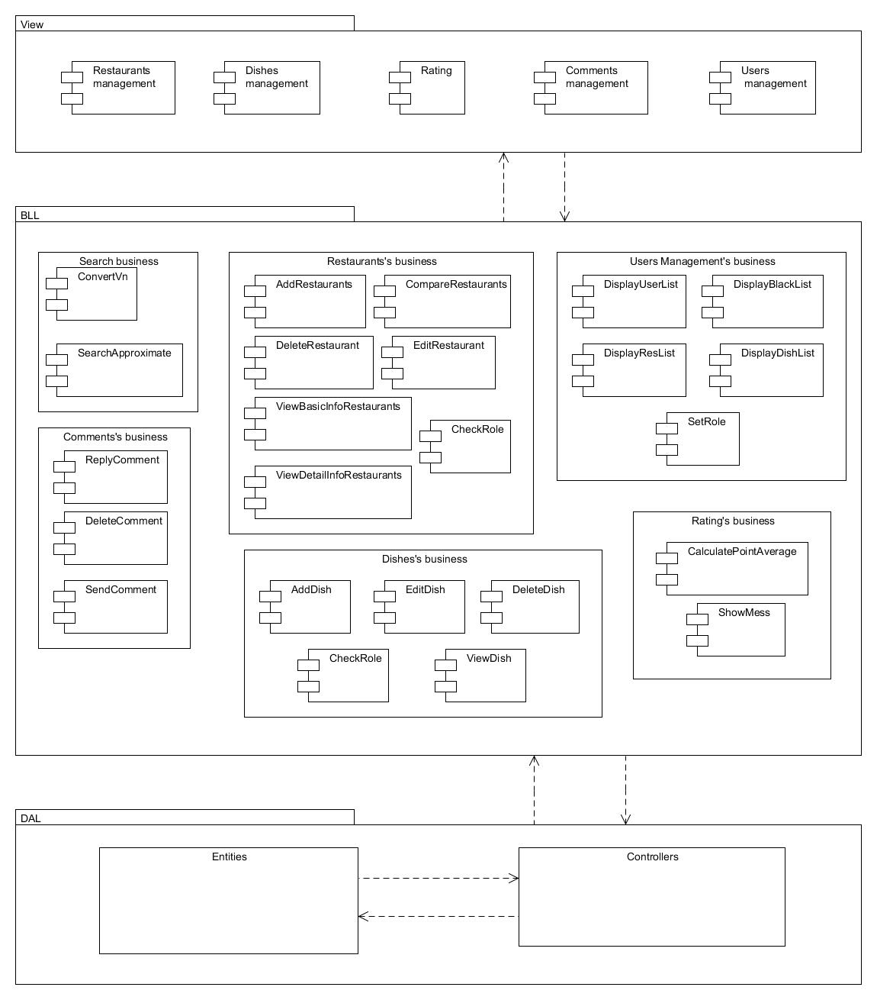 View
Restaurants
management
Dishes
management
Rating
Comments
management
Users
management
BLL
Search business
ConvertVn
SearchApproximate
Comments's business
ReplyComment
DeleteComment
SendComment
Restaurants's business
AddRestaurants
CompareRestaurants
DeleteRestaurant
EditRestaurant
ViewBasicInfoRestaurants
CheckRole
ViewDetailInfoRestaurants
Users Management's business
DisplayUserList
DisplayBlackList
DisplayResList
DisplayDishList
SetRole
Dishes's business
AddDish
EditDish
DeleteDish
CheckRole
ViewDish
Rating's business
CalculatePointAverage
ShowMess
DAL
Entities
Controllers